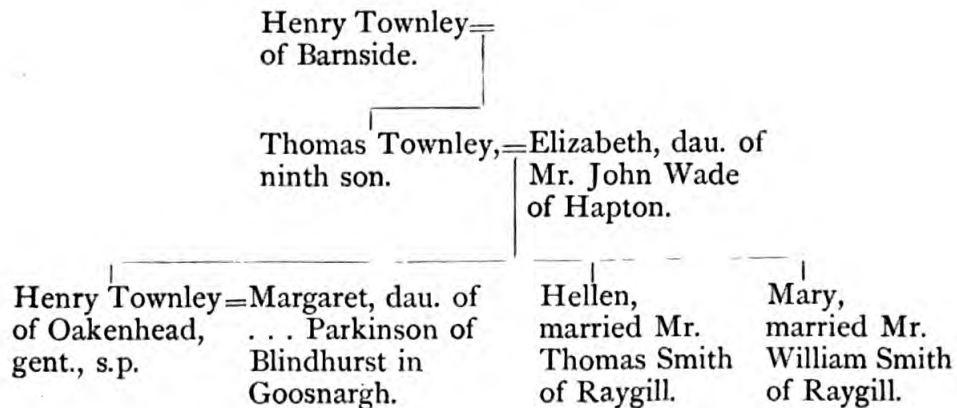 Henry Townley=
of Barnside.
Thomas Townley,=Elizabeth, dau. of
ninth son.
Mr. John Wade
of Hapton.
Henry Townley=Margaret, dau. of
of Oakenhead,
gent., s.p.
. . . Parkinson of
Blindhurst in
Goosnargh.
Hellen,
married Mr.
Thomas Smith
of Raygill.
Mary,
married Mr.
William Smith
of Raygill.